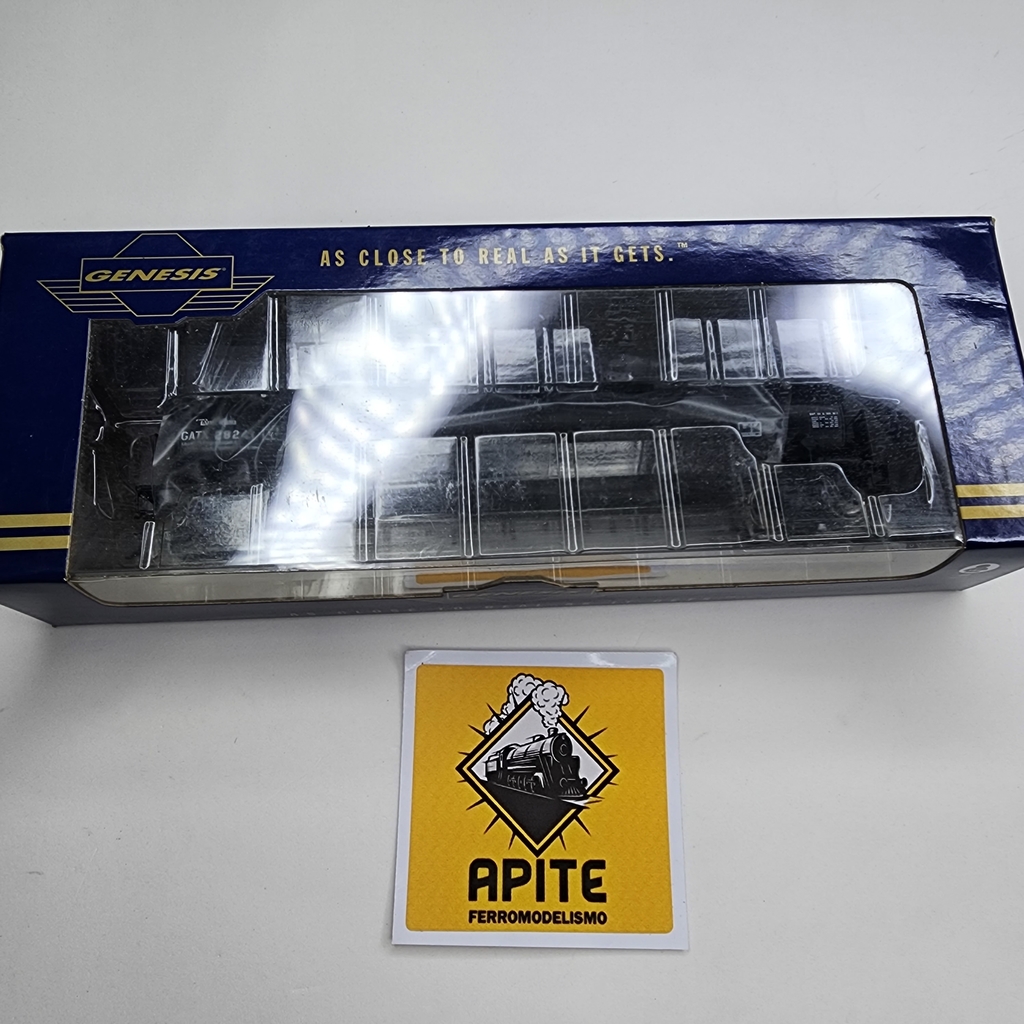 GENESIS
AS CLOSE TO REAL AS IT GETS.™
GATX
APITE
FERROMODELISMO